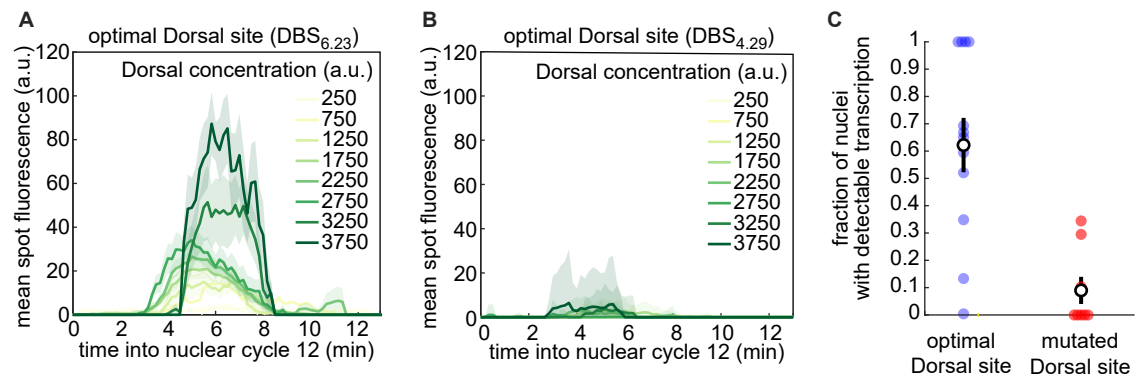 A
optimal Dorsal site (DBS6.23)
mean spot fluorescence (a.u.)
120
100
80
60
40
20
0
Dorsal concentration (a.u.)
250
750
1250
1750
2250
2750
3250
3750
0 2 4 6 8 10 12
time into nuclear cycle 12 (min)
B
optimal Dorsal site (DBS4.29)
mean spot fluorescence (a.u.)
120
100
80
60
40
20
0
Dorsal concentration (a.u.)
250
750
1250
1750
2250
2750
3250
3750
0 2 4 6 8 10 12
time into nuclear cycle 12 (min)
C
fraction of nuclei
with detectable transcription
1
0.9
0.8
0.7
0.6
0.5
0.4
0.3
0.2
0.1
0
optimal
Dorsal site
mutated
Dorsal site